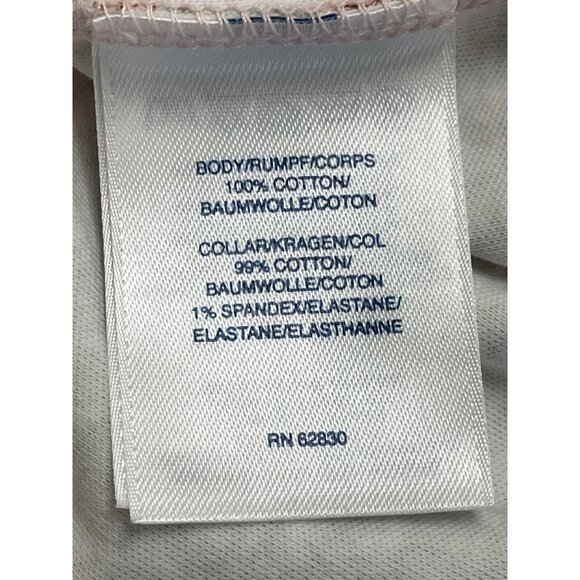 BODY/RUMPF/CORPS
100% COTTON/
BAUMWOLLE/COTON
COLLAR/KRAGEN/COL
99% COTTON/
BAUMWOLLE/COTON
1% SPANDEX/ELASTANE/
ELASTANE/ELASTHANNE
RN 62830